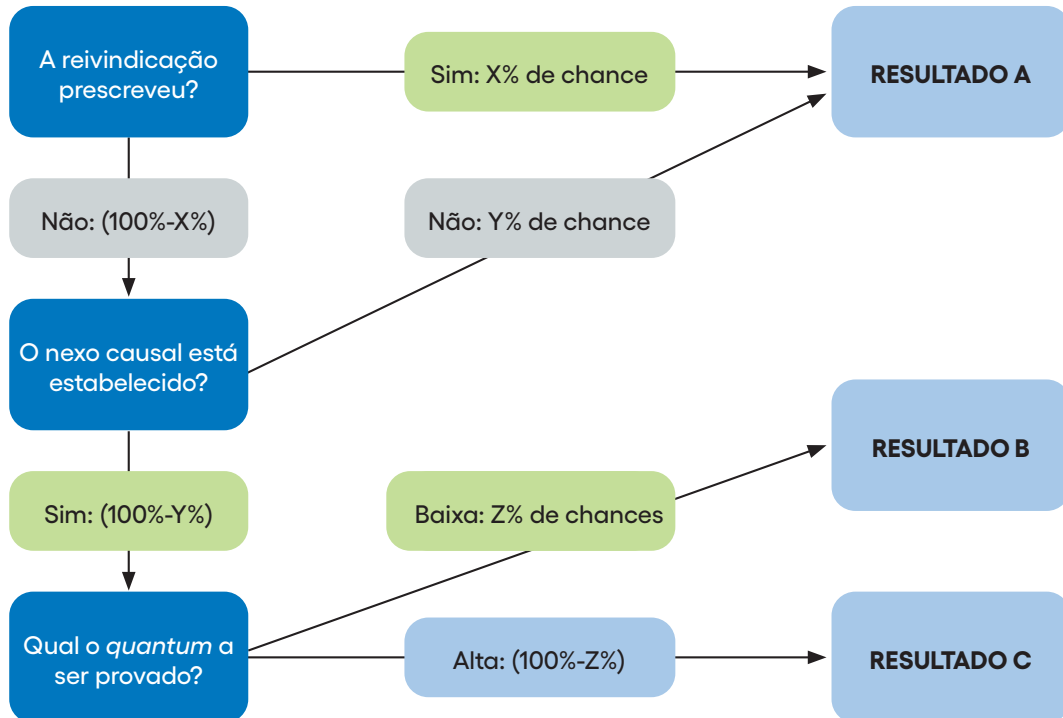 A reivindicação
prescreveu?
Sim: X% de chance
RESULTADO A
Não: (100%-X%)
Não: Y% de chance
O nexo causal está
estabelecido?
RESULTADO B
Sim: (100%-Y%)
Baixa: Z% de chances
Qual o quantum a
ser provado?
Alta: (100%-Z%)
RESULTADO C